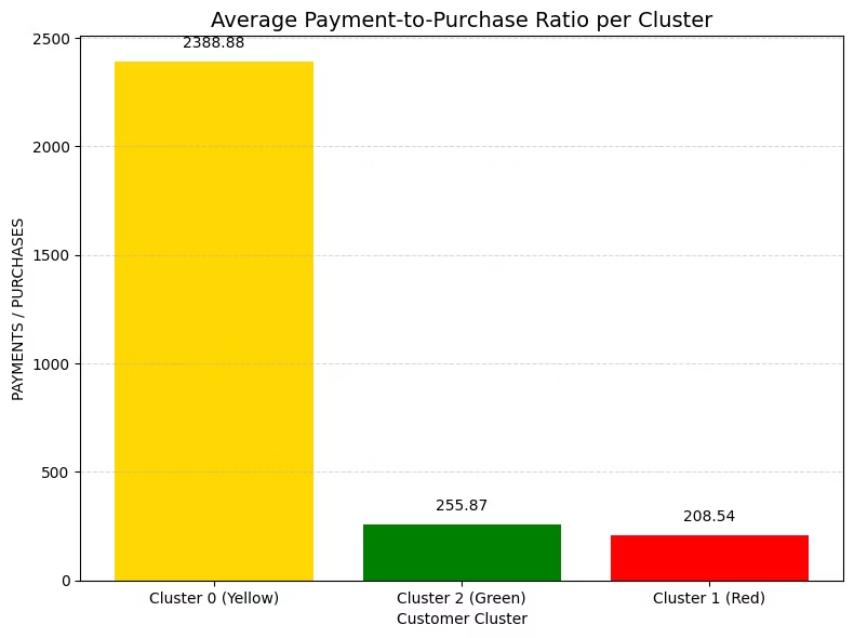 Average Payment-to-Purchase Ratio per Cluster
2500
2388.88
2000
1500
1000
500
255.87
208.54
0
PAYMENTS / PURCHASES
Cluster 0 (Yellow)
Cluster 2 (Green)
Cluster 1 (Red)
Customer Cluster